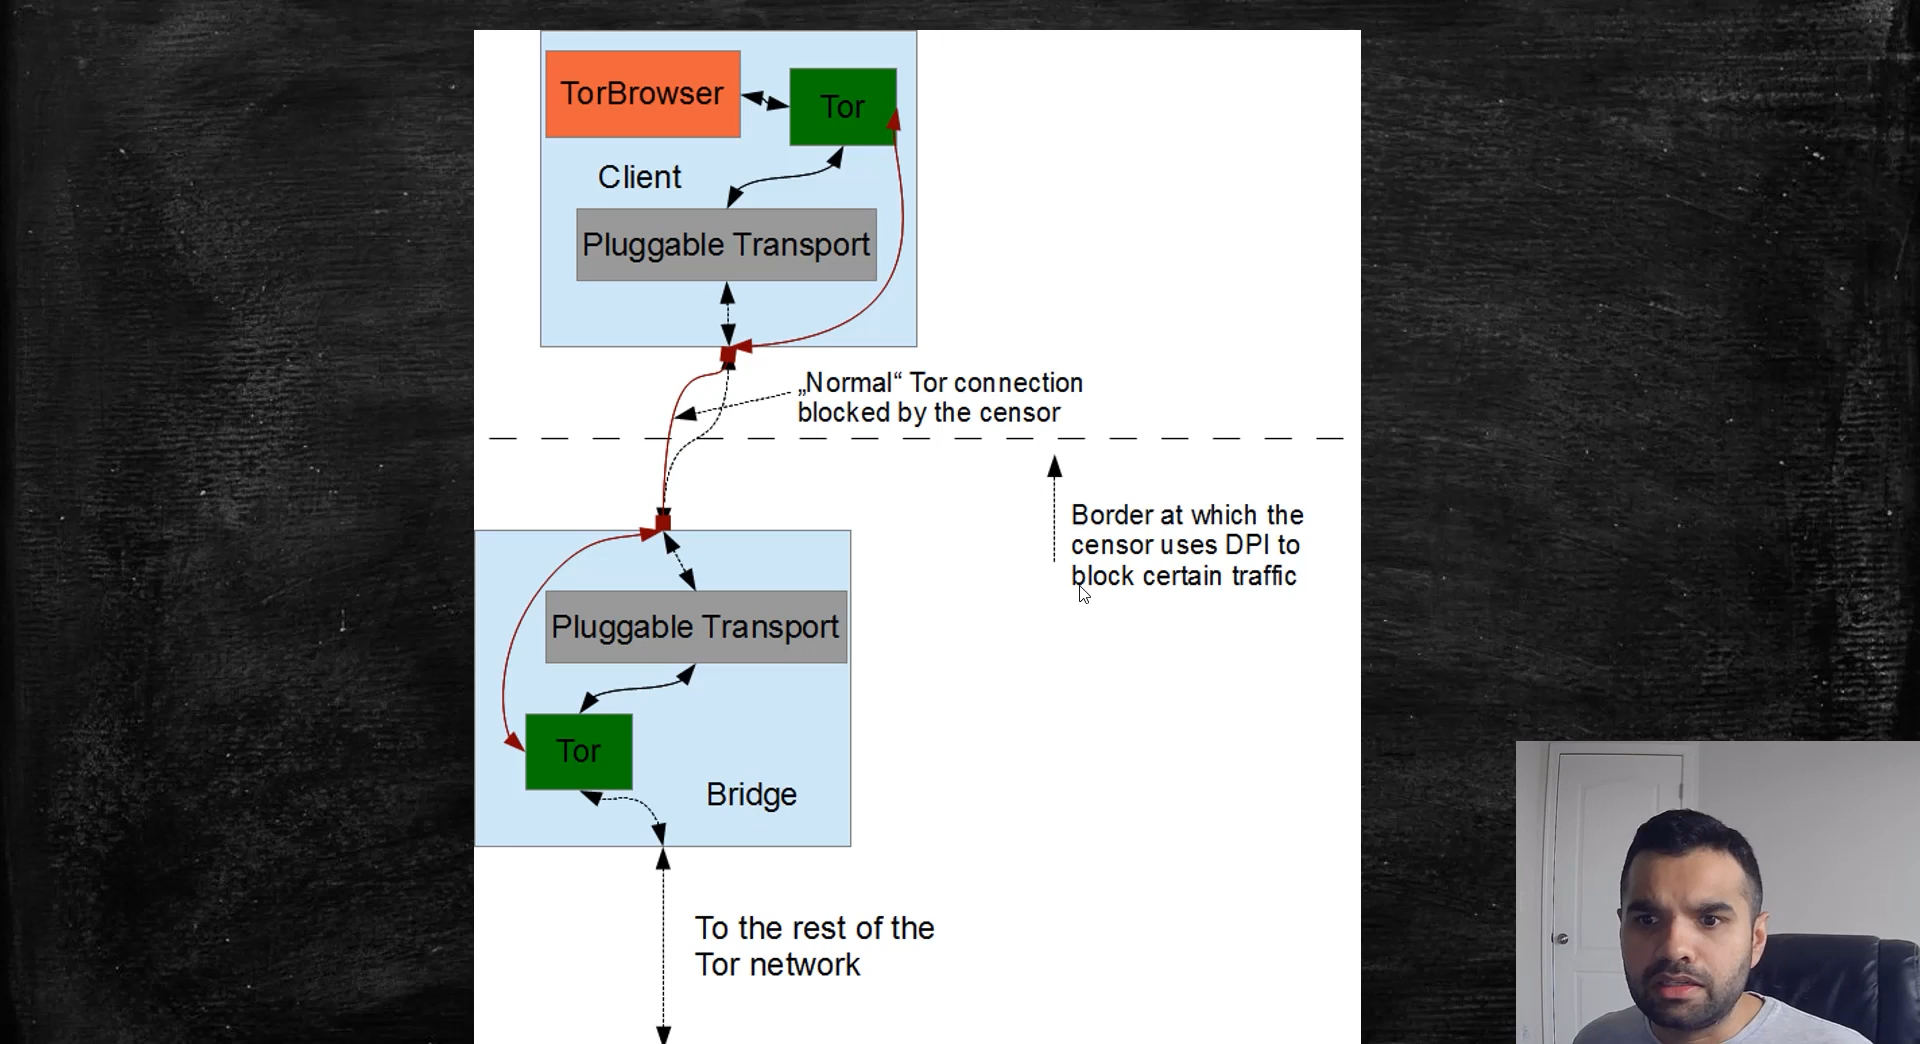 TorBrowser
Tor
Client
Pluggable Transport
„Normal“ Tor connection
blocked by the censor
Border at which the
censor uses DPI to
block certain traffic
Pluggable Transport
Tor
Bridge
To the rest of the
Tor network